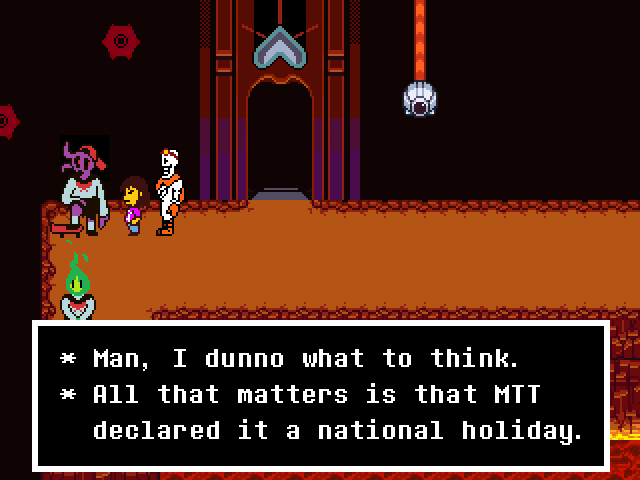 * Man, I dunno what to think.
* All that matters is that MTT
declared it a national holiday.